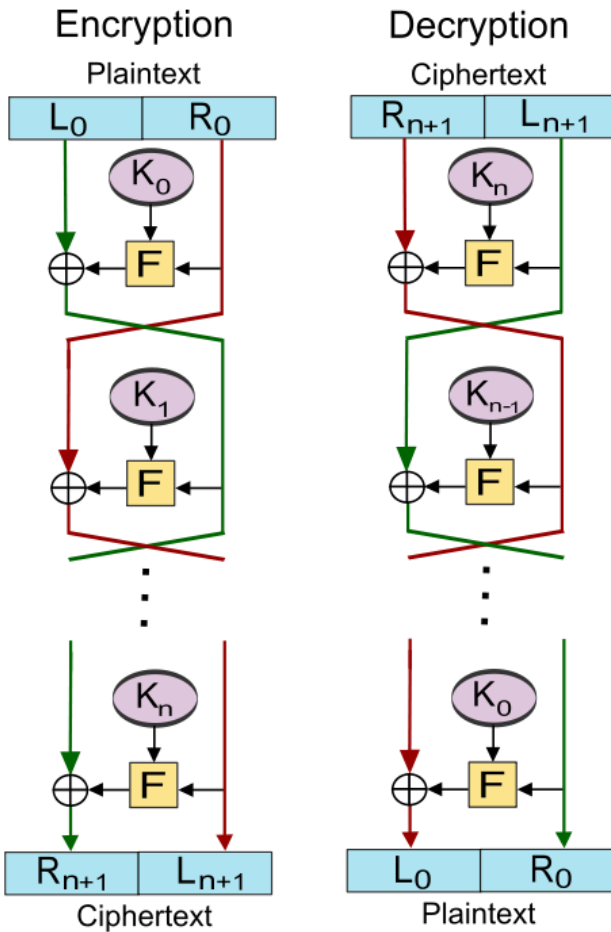 Encryption
Plaintext
L0 R0
K0
F
K1
F
Kn
F
Rn+1 Ln+1
Ciphertext
Decryption
Ciphertext
Rn+1 Ln+1
Kn
F
Kn-1
F
K0
F
L0 R0
Plaintext